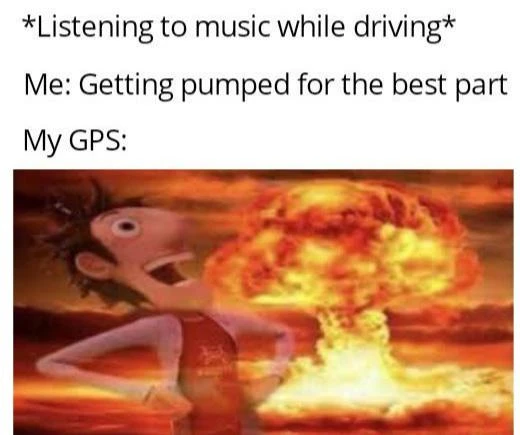 *Listening to music while driving*
Me: Getting pumped for the best part
My GPS: